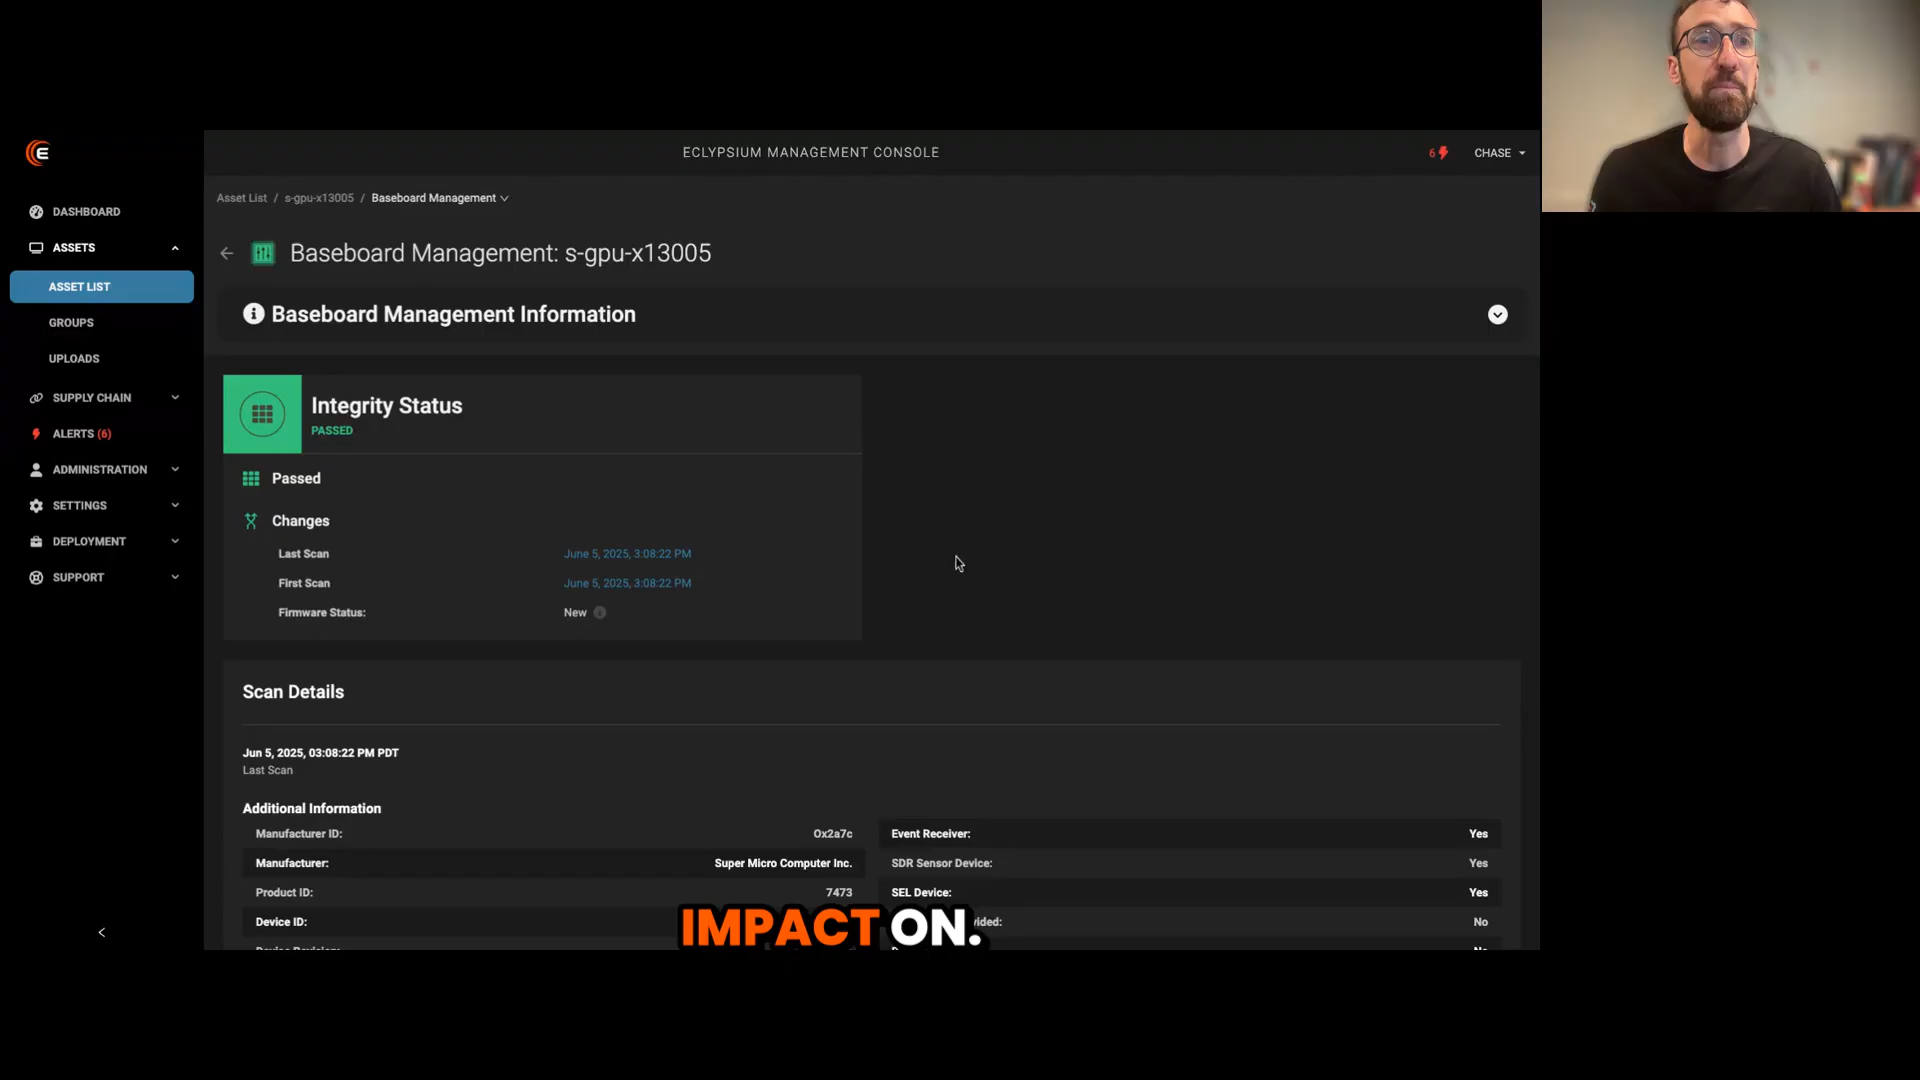 ECLYPSIUM MANAGEMENT CONSOLE
6
CHASE
E
DASHBOARD
ASSETS
ASSET LIST
GROUPS
UPLOADS
SUPPLY CHAIN
ALERTS (6)
ADMINISTRATION
SETTINGS
DEPLOYMENT
SUPPORT
Asset List / s-gpu-x13005 / Baseboard Management
Baseboard Management: s-gpu-x13005
Baseboard Management Information
Integrity Status
PASSED
Passed
Changes
Last Scan June 5, 2025, 3:08:22 PM
First Scan June 5, 2025, 3:08:22 PM
Firmware Status: New
Scan Details
Jun 5, 2025, 03:08:22 PM PDT
Last Scan
Additional Information
Manufacturer ID: 0x2a7c
Manufacturer: Super Micro Computer Inc.
Product ID: 7473
Device ID:
Event Receiver: Yes
SDR Sensor Device: Yes
SEL Device: Yes
No
IMPACT ON.